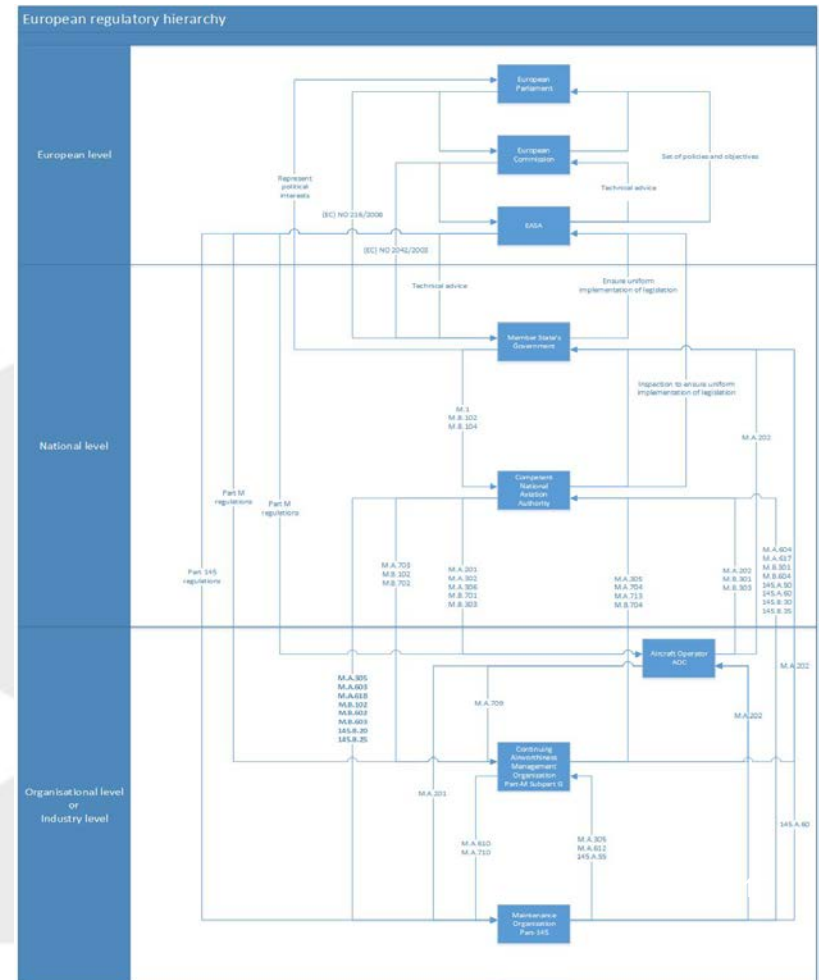 European regulatory hierarchy
European level
European
Parliament
European
Commission
Set of policies and objectives
Represent
political
interests
Technical advice
(EC) NO 216/2008
EASA
(EC) NO 2042/2003
Technical advice
Ensure uniform
implementation of legislation
Member State's
Government
National level
M.1
M.B.102
M.B.104
Inspection to ensure uniform
implementation of legislation
M.A.202
Competent
National
Aviation
Authority
Part M
regulations
Part M
regulations
Part 145
regulations
M.A.703
M.B.102
M.B.702
M.A.201
M.A.302
M.A.306
M.B.701
M.B.303
M.A.305
M.A.704
M.A.713
M.B.704
M.A.202
M.B.301
M.B.303
M.A.604
M.A.617
M.B.301
M.B.604
145.A.50
145.A.60
145.B.30
145.B.35
Organisational level
or
Industry level
Aircraft Operator
AOC
M.A.202
M.A.305
M.A.603
M.A.618
M.B.102
M.B.602
M.B.603
145.B.20
145.B.25
M.A.709
M.A.202
Continuing
Airworthiness
Management
Organisation
Part-M Subpart G
M.A.201
145.A.60
M.A.610
M.A.710
M.A.305
M.A.612
145.A.55
Maintenance
Organisation
Part-145